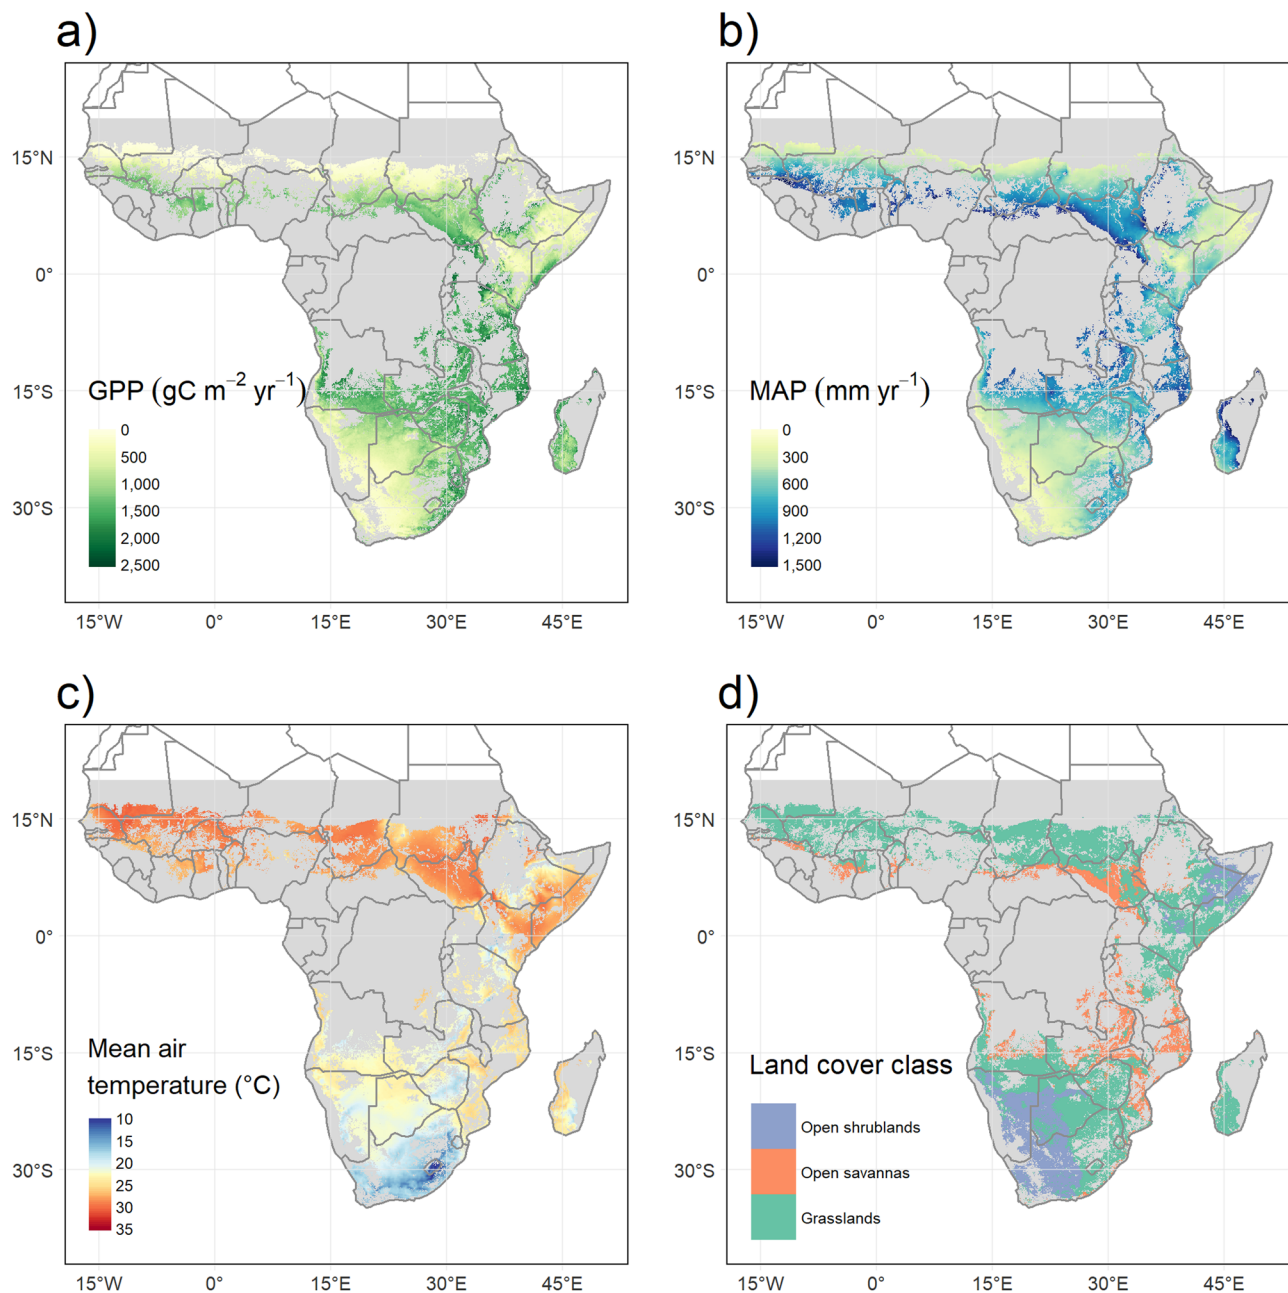 a)
15°N
0°
15°S
30°S
GPP (gC m⁻² yr⁻¹)
0
500
1,000
1,500
2,000
2,500
15°W 0° 15°E 30°E 45°E
b)
15°N
0°
15°S
30°S
MAP (mm yr⁻¹)
0
300
600
900
1,200
1,500
15°W 0° 15°E 30°E 45°E
c)
15°N
0°
15°S
30°S
Mean air
temperature (°C)
10
15
20
25
30
35
15°W 0° 15°E 30°E 45°E
d)
15°N
0°
15°S
30°S
Land cover class
Open shrublands
Open savannas
Grasslands
15°W 0° 15°E 30°E 45°E